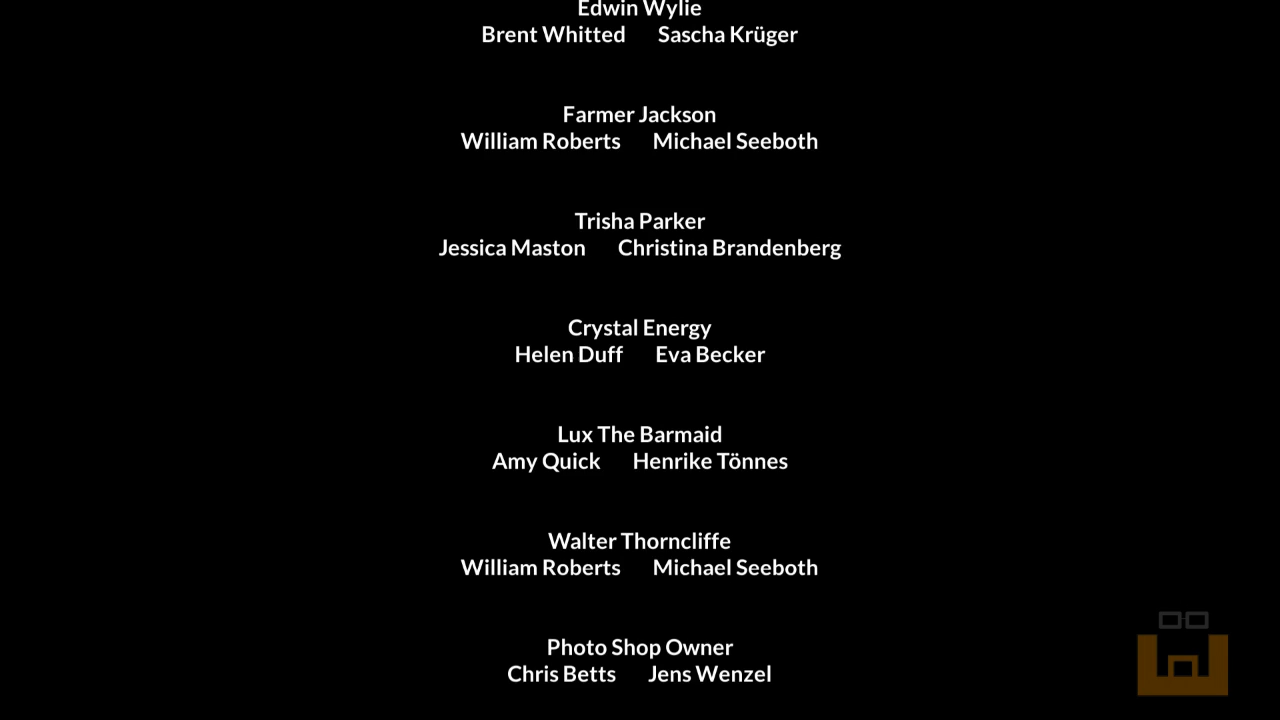 Edwin Wylie
Brent Whitted Sascha Krüger
Farmer Jackson
William Roberts Michael Seeboth
Trisha Parker
Jessica Maston Christina Brandenberg
Crystal Energy
Helen Duff Eva Becker
Lux The Barmaid
Amy Quick Henrike Tönnes
Walter Thorncliffe
William Roberts Michael Seeboth
Photo Shop Owner
Chris Betts Jens Wenzel